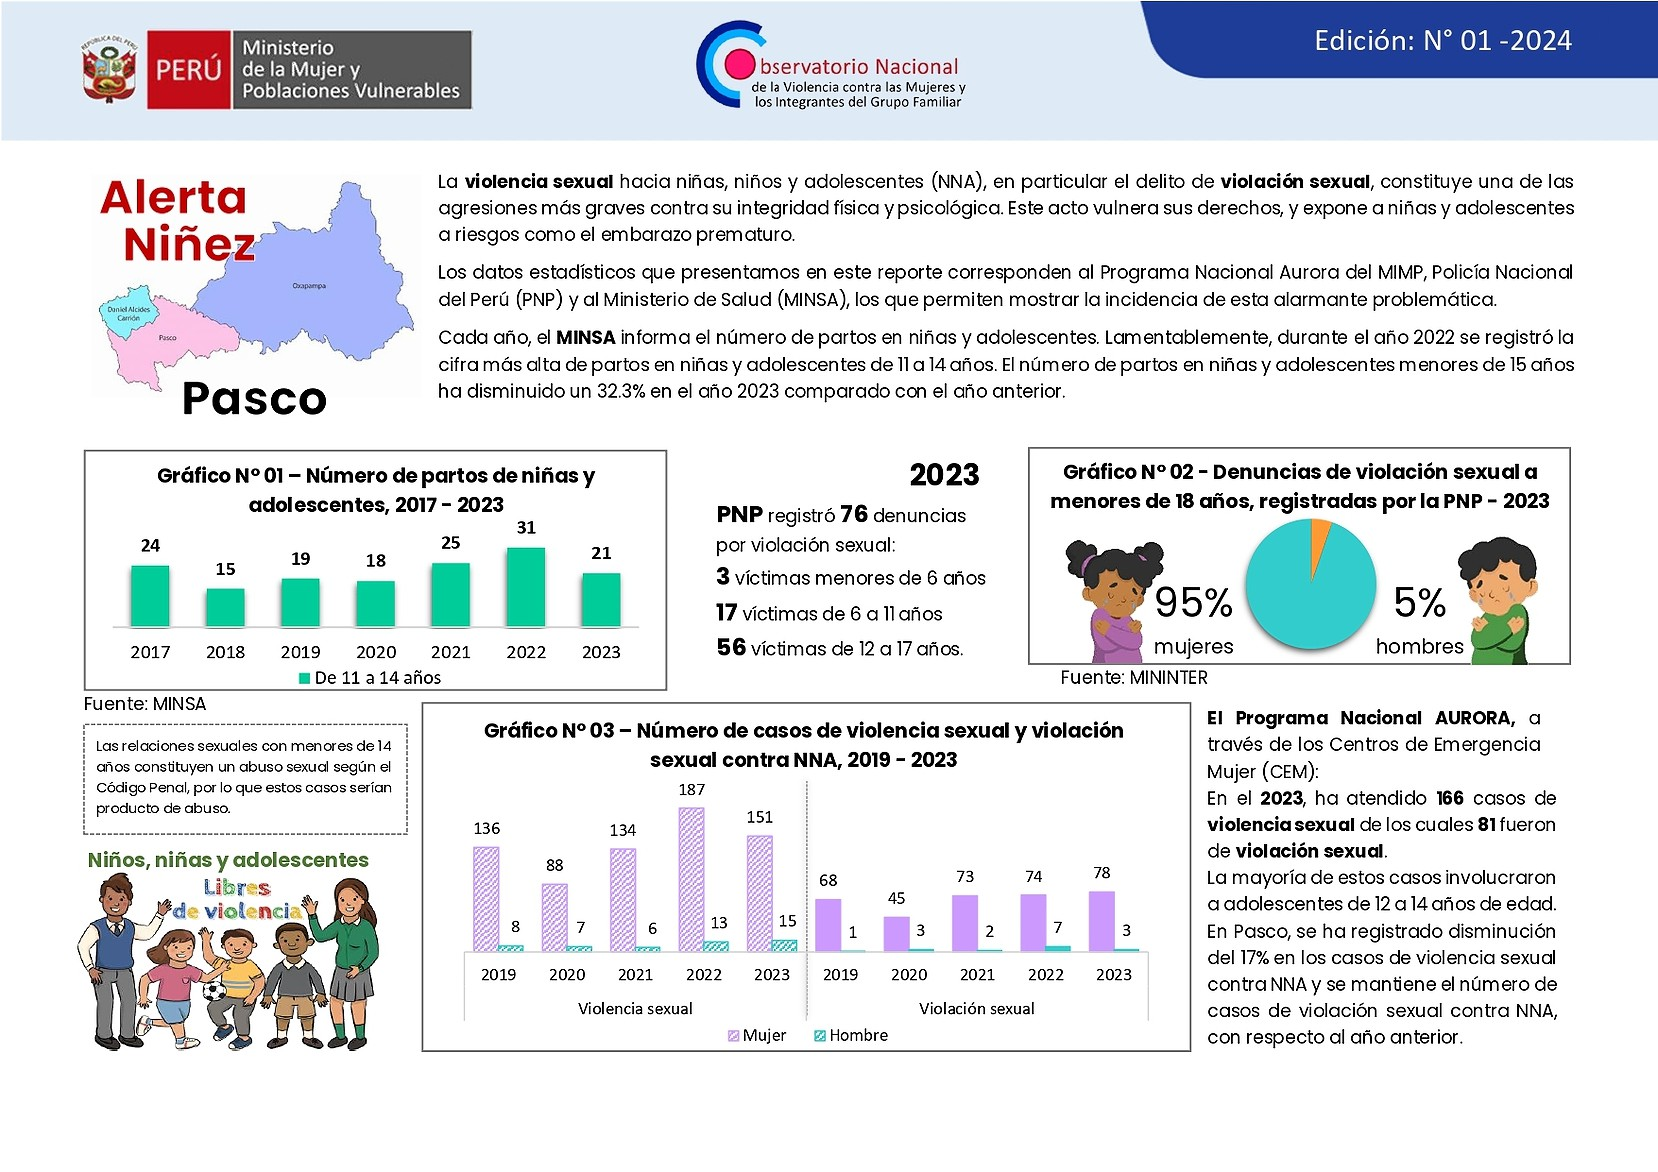 REPÚBLICA DEL PERÚ
PERÚ
Ministerio
de la Mujer y
Poblaciones Vulnerables
Observatorio Nacional
de la Violencia contra las Mujeres y
los Integrantes del Grupo Familiar
Edición: N° 01 -2024
Alerta
Niñez
Oxapampa
Daniel Alcides
Carrión
Pasco
Pasco
La violencia sexual hacia niñas, niños y adolescentes (NNA), en particular el delito de violación sexual, constituye una de las
agresiones más graves contra su integridad física y psicológica. Este acto vulnera sus derechos, y expone a niñas y adolescentes
a riesgos como el embarazo prematuro.
Los datos estadísticos que presentamos en este reporte corresponden al Programa Nacional Aurora del MIMP, Policía Nacional
del Perú (PNP) y al Ministerio de Salud (MINSA), los que permiten mostrar la incidencia de esta alarmante problemática.
Cada año, el MINSA informa el número de partos en niñas y adolescentes. Lamentablemente, durante el año 2022 se registró la
cifra más alta de partos en niñas y adolescentes de 11 a 14 años. El número de partos en niñas y adolescentes menores de 15 años
ha disminuido un 32.3% en el año 2023 comparado con el año anterior.
Gráfico Nº 01 – Número de partos de niñas y
adolescentes, 2017 - 2023
24
15
19
18
25
31
21
2017
2018
2019
2020
2021
2022
2023
De 11 a 14 años
Fuente: MINSA
2023
PNP registró 76 denuncias
por violación sexual:
3 víctimas menores de 6 años
17 víctimas de 6 a 11 años
56 víctimas de 12 a 17 años.
Gráfico Nº 02 - Denuncias de violación sexual a
menores de 18 años, registradas por la PNP - 2023
95%
mujeres
5%
hombres
Fuente: MININTER
Las relaciones sexuales con menores de 14
años constituyen un abuso sexual según el
Código Penal, por lo que estos casos serían
producto de abuso.
Niños, niñas y adolescentes
Libres
de violencia
Gráfico Nº 03 – Número de casos de violencia sexual y violación
sexual contra NNA, 2019 - 2023
136
8
88
7
134
6
187
13
151
15
68
1
45
3
73
2
74
7
78
3
2019
2020
2021
2022
2023
2019
2020
2021
2022
2023
Violencia sexual
Violación sexual
Mujer
Hombre
El Programa Nacional AURORA, a
través de los Centros de Emergencia
Mujer (CEM):
En el 2023, ha atendido 166 casos de
violencia sexual de los cuales 81 fueron
de violación sexual.
La mayoría de estos casos involucraron
a adolescentes de 12 a 14 años de edad.
En Pasco, se ha registrado disminución
del 17% en los casos de violencia sexual
contra NNA y se mantiene el número de
casos de violación sexual contra NNA,
con respecto al año anterior.